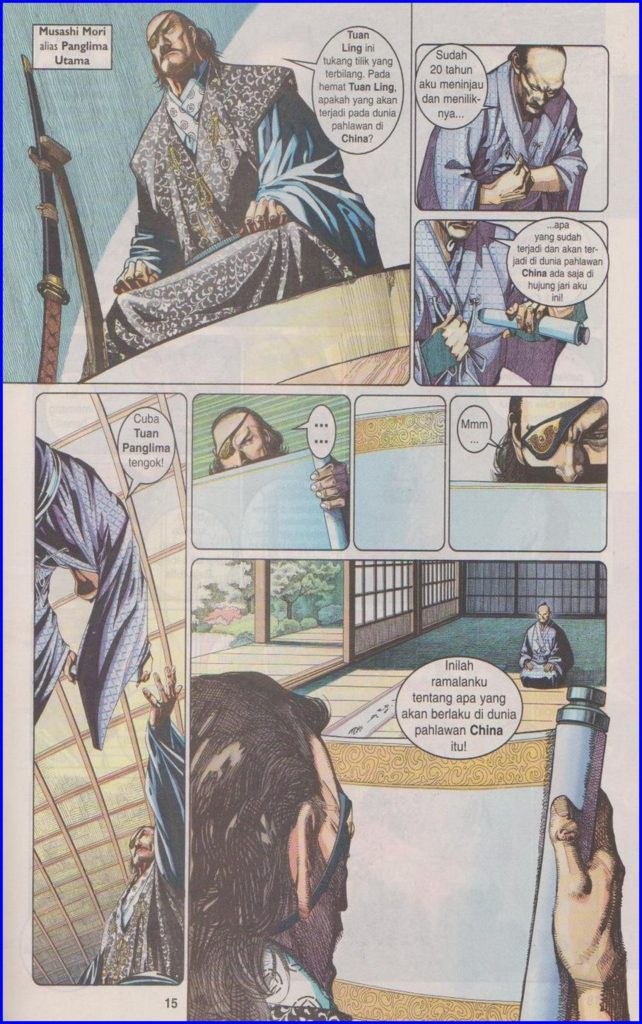 Musashi Mori
alias Panglima
Utama
Tuan
Ling ini
tukang tilik yang
terbilang. Pada
hemat Tuan Ling,
apakah yang akan
terjadi pada dunia
pahlawan di
China?
Sudah
20 tahun
aku meninjau
dan menilik-
nya...
...apa
yang sudah
terjadi dan akan ter-
jadi di dunia pahlawan
China ada saja di
hujung jari aku
ini!
Cuba
Tuan
Panglima
tengok!
...
...
Mmm
...
Inilah
ramalanku
tentang apa yang
akan berlaku di dunia
pahlawan China
itu!
15